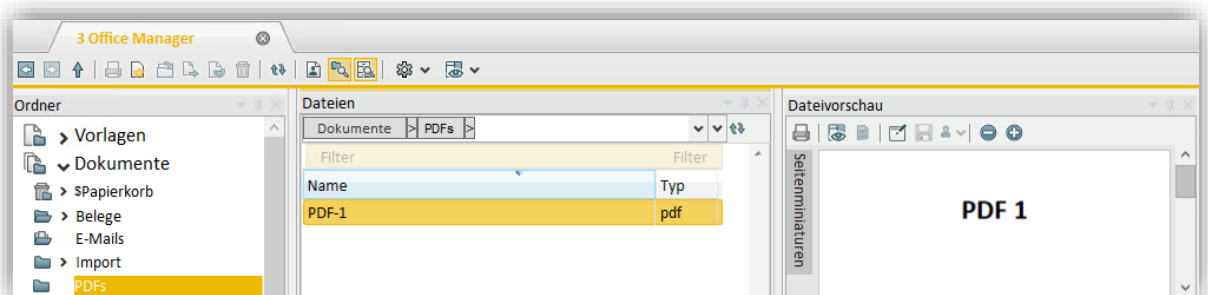 3 Office Manager
Ordner
Vorlagen
Dokumente
$Papierkorb
Belege
E-Mails
Import
PDFs
Dateien
Dokumente > PDFs >
Filter Filter
Name Typ
PDF-1 pdf
Dateivorschau
Seitenminiaturen
PDF 1